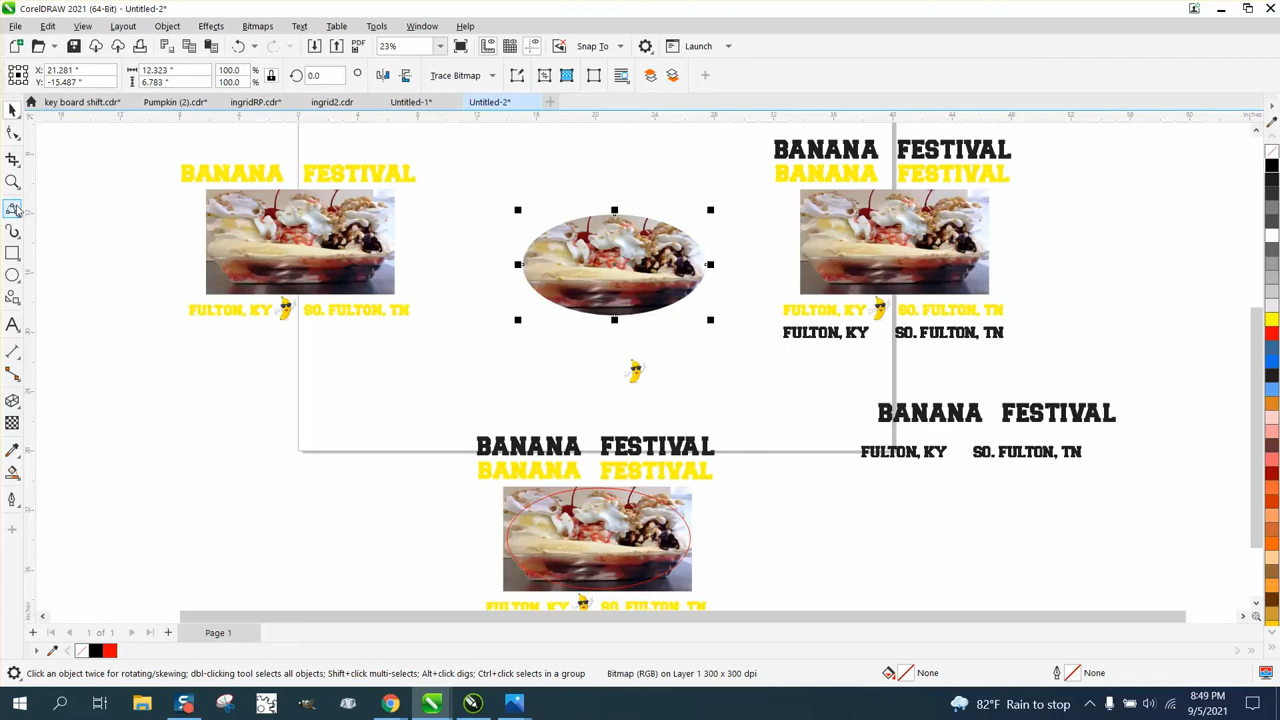 CorelDRAW 2021 (64-Bit) - Untitled-2*
File Edit View Layout Object Effects Bitmaps Text Table Tools Window Help
23% Snap To Launch
X: 21.281 " 12.323 " 100.0 %
Y: -15.487 " 6.783 " 100.0 %
0.0 ° Trace Bitmap
key board shift.cdr* Pumpkin (2).cdr* ingridRP.cdr* ingrid2.cdr Untitled-1* Untitled-2*
BANANA FESTIVAL
BANANA FESTIVAL
BANANA FESTIVAL
FULTON, KY SO. FULTON, TN
FULTON, KY SO. FULTON, TN
FULTON, KY SO. FULTON, TN
BANANA FESTIVAL
FULTON, KY SO. FULTON, TN
BANANA FESTIVAL
BANANA FESTIVAL
FULTON, KY SO. FULTON, TN
1 of 1 Page 1
Click an object twice for rotating/skewing; dbl-clicking tool selects all objects; Shift+click multi-selects; Alt+click digs; Ctrl+click selects in a group Bitmap (RGB) on Layer 1 300 x 300 dpi None None
82°F Rain to stop
8:49 PM
9/5/2021